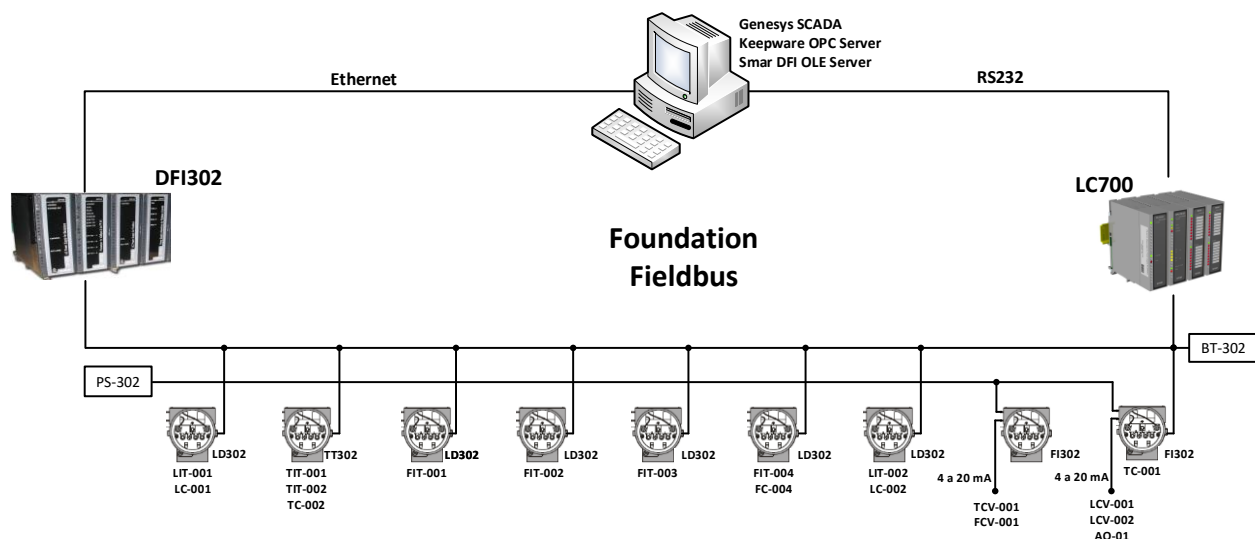 Genesys SCADA
Keepware OPC Server
Smar DFI OLE Server
Ethernet
RS232
DFI302
LC700
Foundation
Fieldbus
BT-302
PS-302
LD302
LIT-001
LC-001
TT302
TIT-001
TIT-002
TC-002
LD302
FIT-001
LD302
FIT-002
LD302
FIT-003
LD302
FIT-004
FC-004
LD302
LIT-002
LC-002
FI302
4 a 20 mA
TCV-001
FCV-001
FI302
TC-001
4 a 20 mA
LCV-001
LCV-002
AQ-01